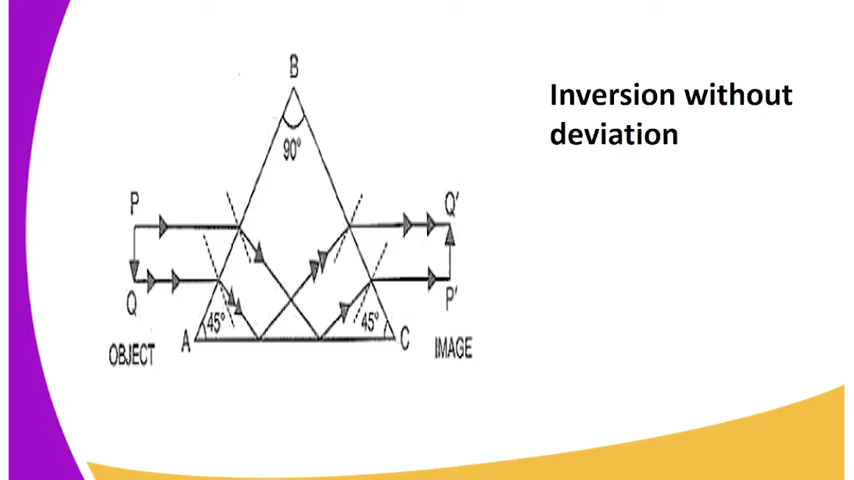 Inversion without
deviation
B
90°
P
Q'
Q
P'
A
45°
45°
C
OBJECT
IMAGE